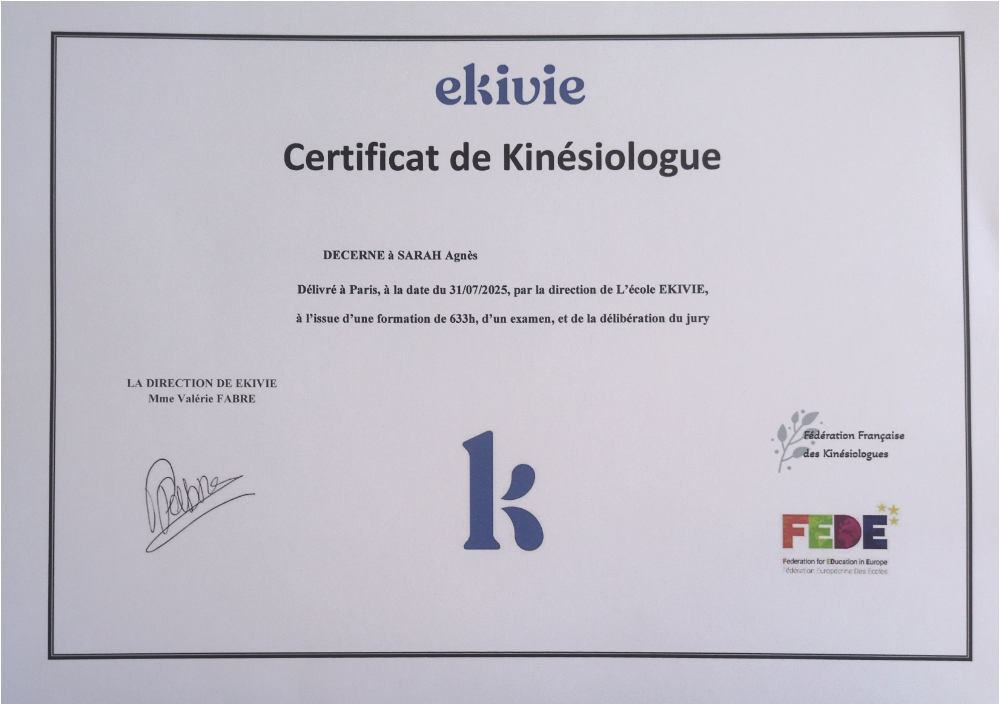 ekivie
Certificat de Kinésiologue
DECERNE à SARAH Agnès
Délivré à Paris, à la date du 31/07/2025, par la direction de L'école EKIVIE,
à l'issue d'une formation de 633h, d'un examen, et de la délibération du jury
LA DIRECTION DE EKIVIE
Mme Valérie FABRE
Fabre
k
Fédération Française
des Kinésiologues
FEDE
Federation for EDucation in Europe
Fédération Européenne Des Ecoles